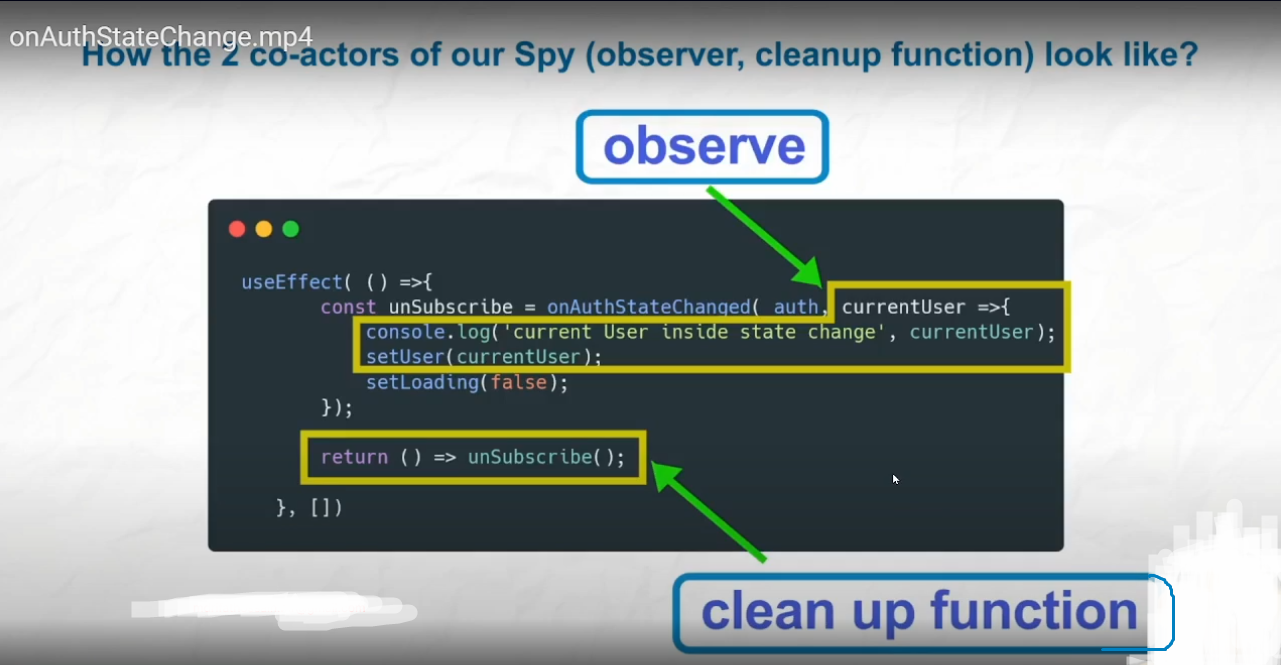 onAuthStateChange.mp4
How the 2 co-actors of our Spy (observer, cleanup function) look like?
observe
useEffect( () =>{
const unSubscribe = onAuthStateChanged( auth, currentUser =>{
console.log('current User inside state change', currentUser);
setUser(currentUser);
setLoading(false);
});
return () => unSubscribe();
}, [])
clean up function